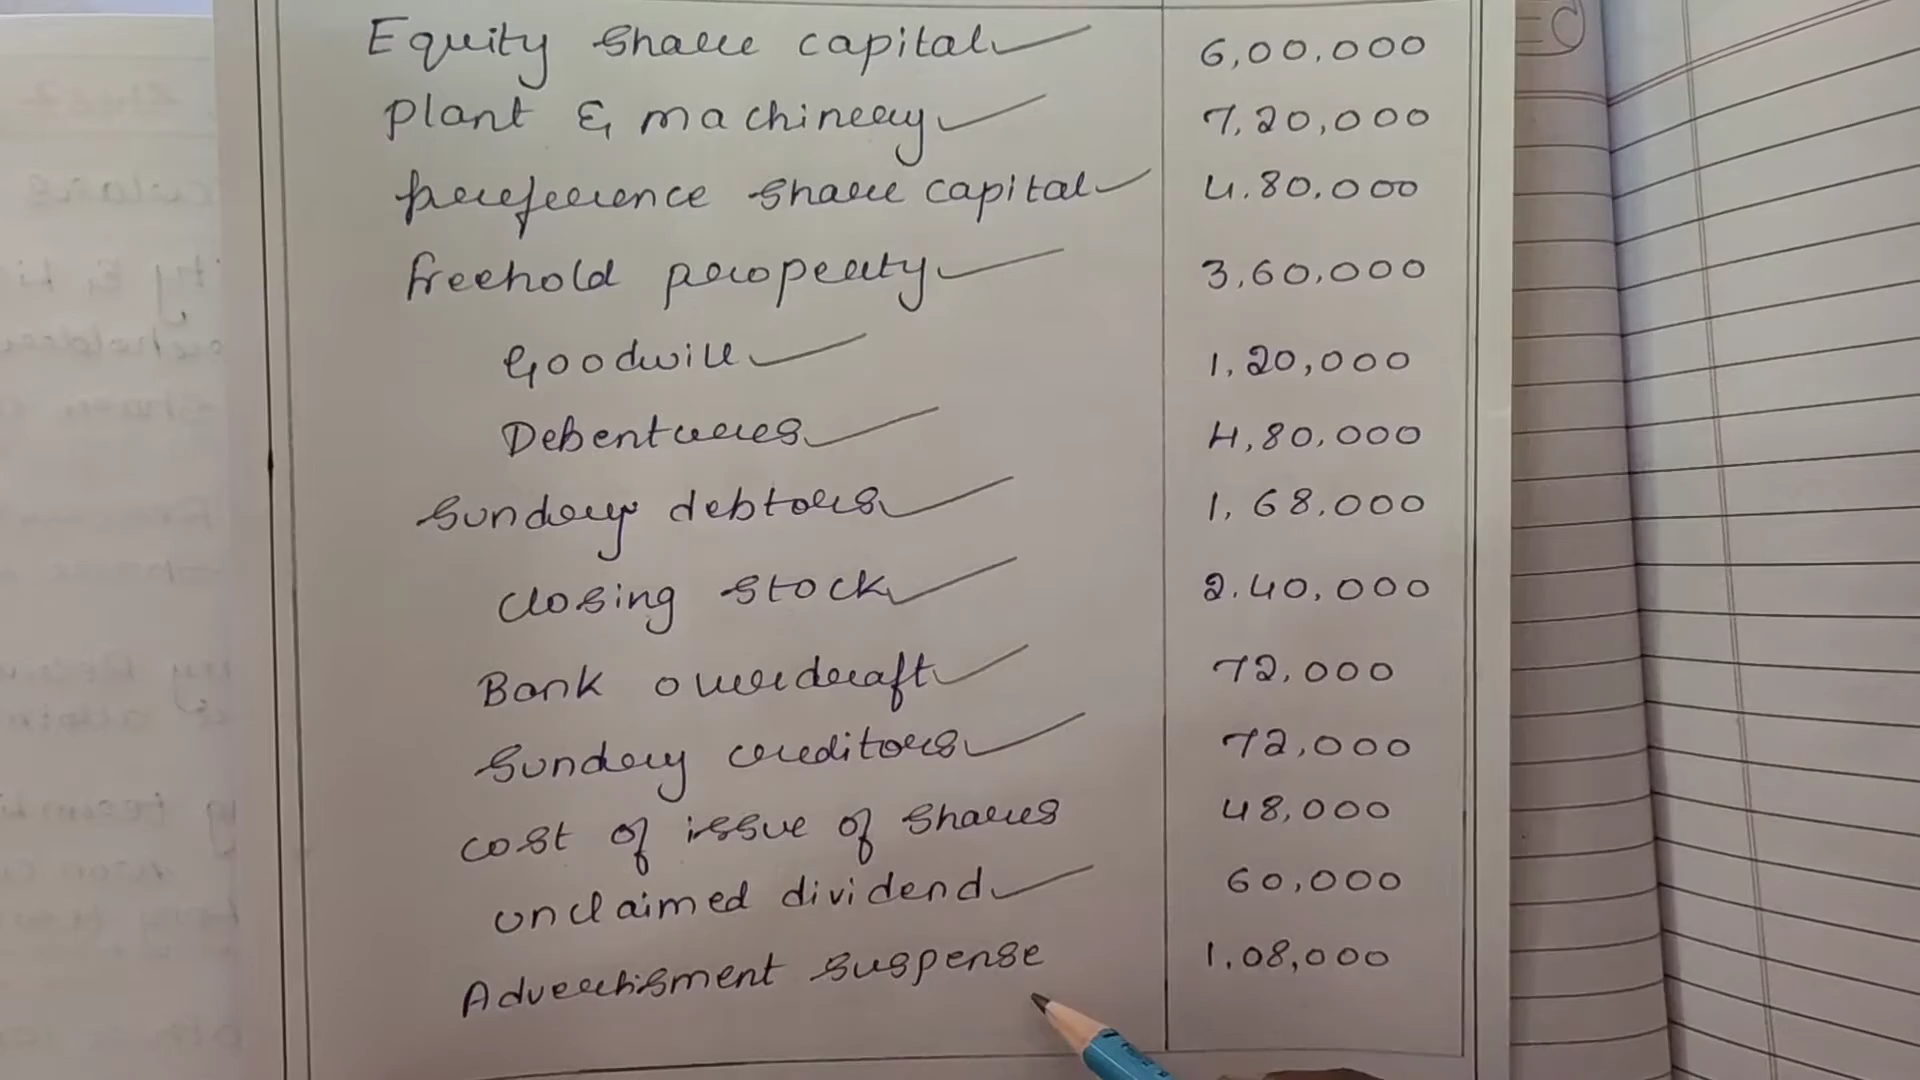 Equity share capital 6,00,000
Plant & machinery 7,20,000
preference share capital 4,80,000
freehold property 3,60,000
Goodwill 1,20,000
Debentures 4,80,000
Sundry debtors 1,68,000
closing stock 2.40,000
Bank overdraft 72,000
Sundry creditors 72,000
cost of issue of shares 48,000
unclaimed dividend 60,000
Advertisment suspense 1,08,000